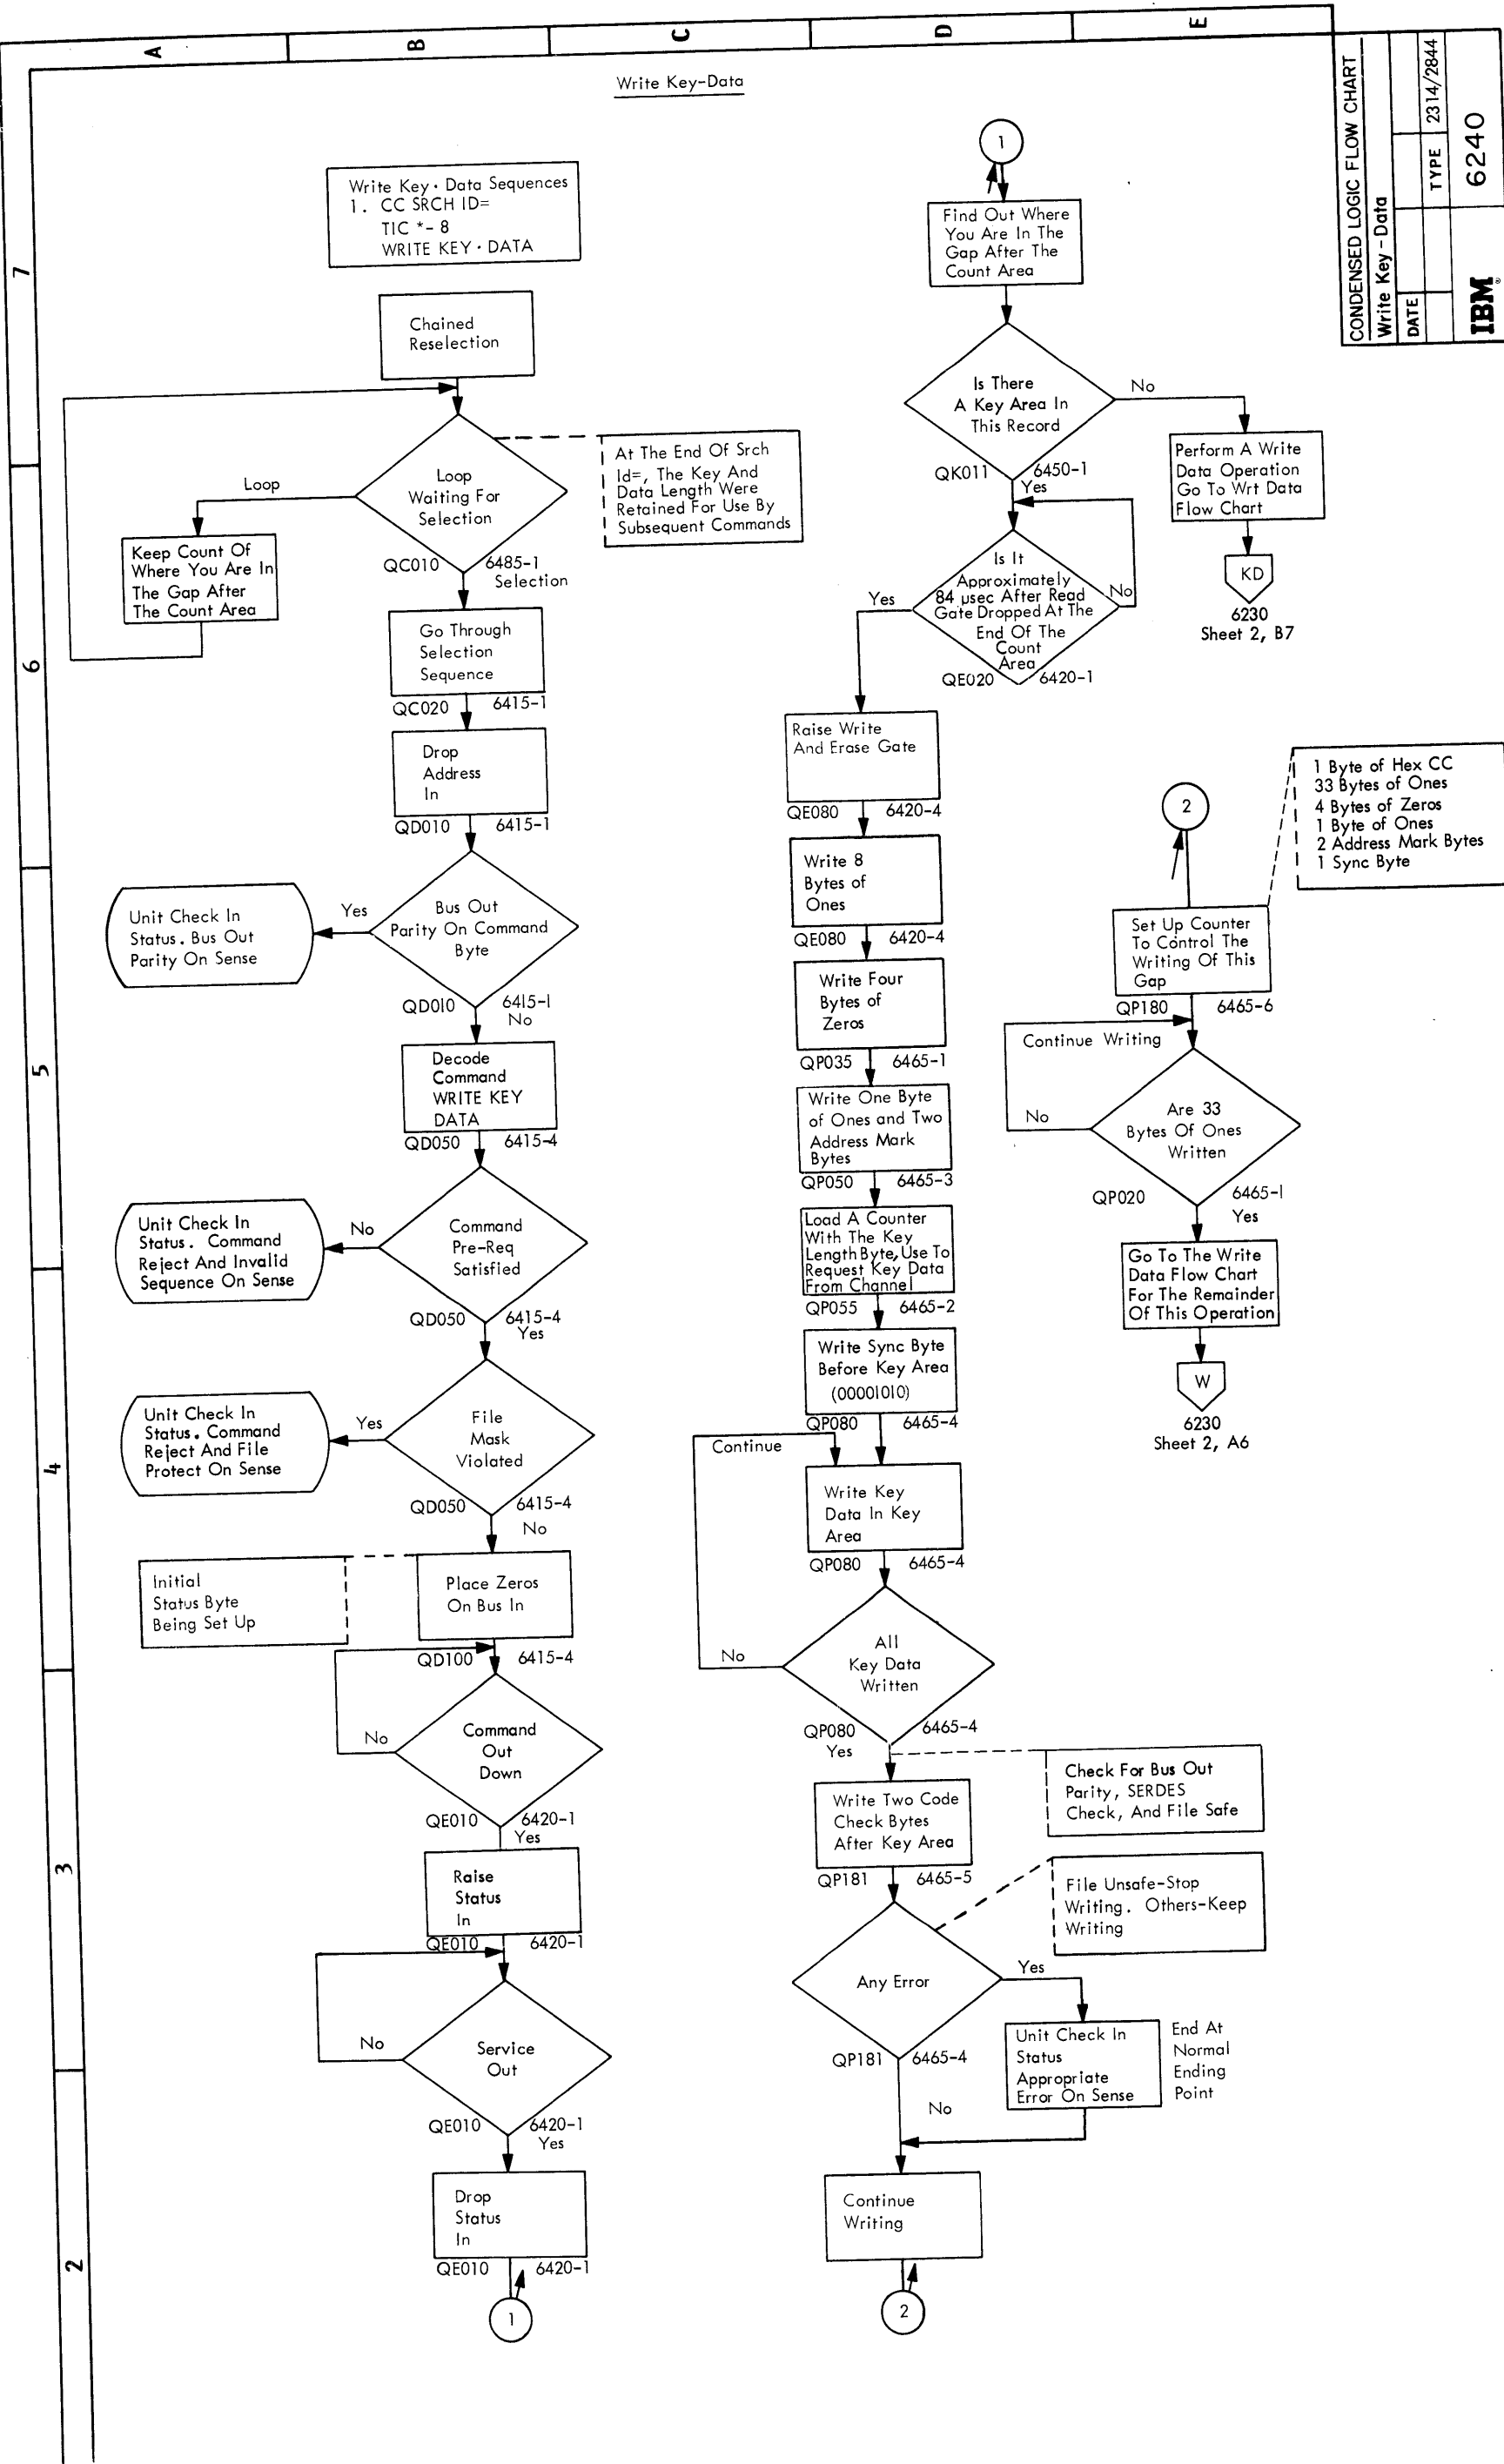 A
B
C
D
E
7
6
5
4
3
2
CONDENSED LOGIC FLOW CHART
Write Key-Data
DATE
TYPE
2314/2844
IBM®
6240
Write Key-Data
Write Key · Data Sequences
1. CC SRCH ID=
TIC *- 8
WRITE KEY · DATA
Chained
Reselection
Loop
Waiting For
Selection
Loop
QC010
6485-1
Selection
At The End Of Srch
Id=, The Key And
Data Length Were
Retained For Use By
Subsequent Commands
Keep Count Of
Where You Are In
The Gap After
The Count Area
Go Through
Selection
Sequence
QC020
6415-1
Drop
Address
In
QD010
6415-1
Bus Out
Parity On Command
Byte
Yes
Unit Check In
Status. Bus Out
Parity On Sense
QD010
6415-1
No
Decode
Command
WRITE KEY
DATA
QD050
6415-4
Command
Pre-Req
Satisfied
No
Unit Check In
Status. Command
Reject And Invalid
Sequence On Sense
QD050
6415-4
Yes
File
Mask
Violated
Yes
Unit Check In
Status. Command
Reject And File
Protect On Sense
QD050
6415-4
No
Initial
Status Byte
Being Set Up
Place Zeros
On Bus In
QD100
6415-4
Command
Out
Down
No
QE010
6420-1
Yes
Raise
Status
In
QE010
6420-1
Service
Out
No
QE010
6420-1
Yes
Drop
Status
In
QE010
6420-1
1
1
Find Out Where
You Are In The
Gap After The
Count Area
Is There
A Key Area In
This Record
No
QK011
6450-1
Yes
Perform A Write
Data Operation
Go To Wrt Data
Flow Chart
KD
6230
Sheet 2, B7
Is It
Approximately
84 µsec After Read
Gate Dropped At The
End Of The
Count
Area
Yes
No
QE020
6420-1
Raise Write
And Erase Gate
QE080
6420-4
Write 8
Bytes of
Ones
QE080
6420-4
Write Four
Bytes of
Zeros
QP035
6465-1
Write One Byte
of Ones and Two
Address Mark
Bytes
QP050
6465-3
Load A Counter
With The Key
Length Byte, Use To
Request Key Data
From Channel
QP055
6465-2
Write Sync Byte
Before Key Area
(00001010)
QP080
6465-4
Continue
Write Key
Data In Key
Area
QP080
6465-4
All
Key Data
Written
No
QP080
6465-4
Yes
Check For Bus Out
Parity, SERDES
Check, And File Safe
Write Two Code
Check Bytes
After Key Area
QP181
6465-5
File Unsafe-Stop
Writing. Others-Keep
Writing
Any Error
Yes
QP181
6465-4
No
Unit Check In
Status
Appropriate
Error On Sense
End At
Normal
Ending
Point
Continue
Writing
2
2
1 Byte of Hex CC
33 Bytes of Ones
4 Bytes of Zeros
1 Byte of Ones
2 Address Mark Bytes
1 Sync Byte
Set Up Counter
To Control The
Writing Of This
Gap
QP180
6465-6
Continue Writing
Are 33
Bytes Of Ones
Written
No
QP020
6465-1
Yes
Go To The Write
Data Flow Chart
For The Remainder
Of This Operation
W
6230
Sheet 2, A6